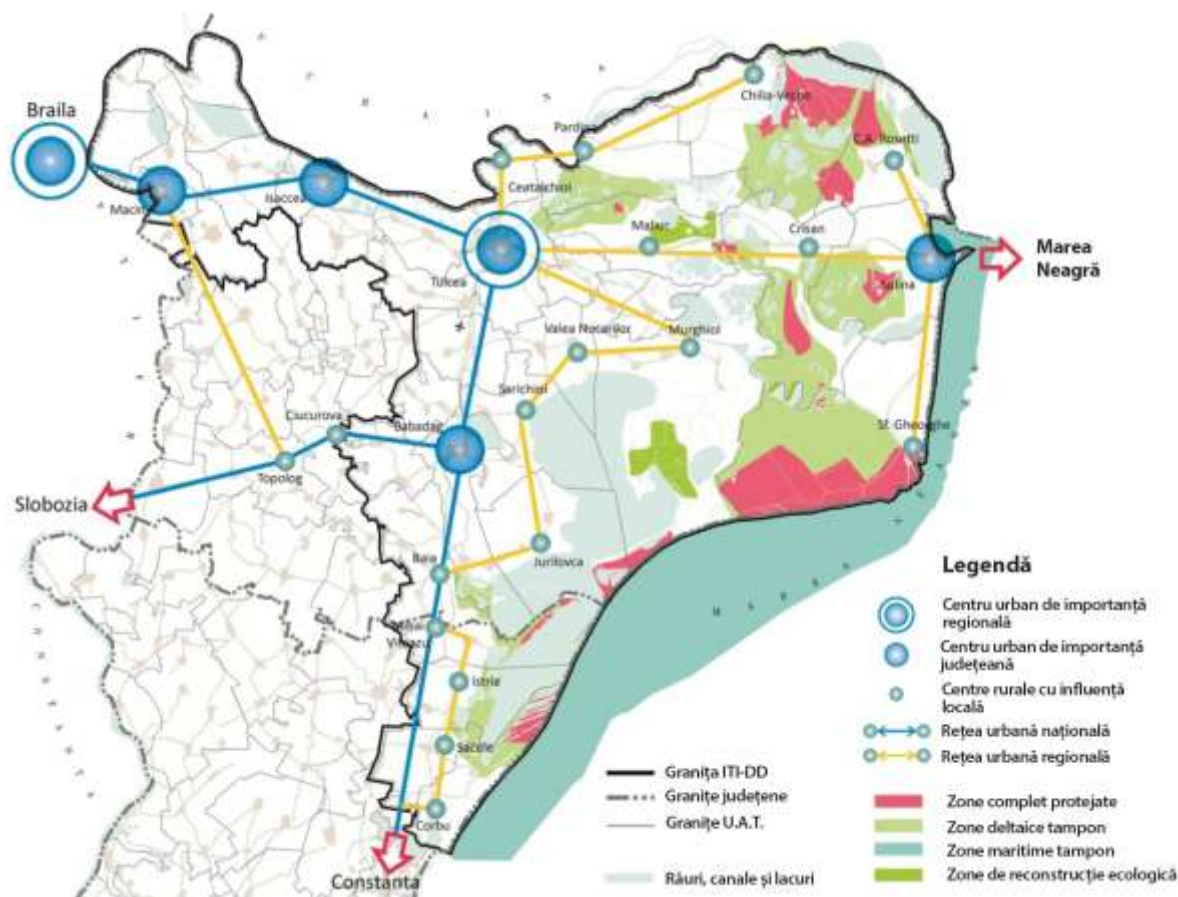 Braila
Chilia-Veche
Pardina
C.A. Rosetti
Ceatalchioi
Isaccea
Macin
Maliuc
Crisan
Marea
Neagră
Tulcea
Sulina
Valea Nucarilor
Murghiol
Sarichioi
Ciucurova
Babadag
Sf. Gheorghe
Topolog
Slobozia
Jurilovca
Baia
Mihai
Viteazu
Istria
Sacele
Corbu
Constanta
Legendă
Centru urban de importanță
regională
Centru urban de importanță
județeană
Centre rurale cu influență
locală
Rețea urbană națională
Rețea urbană regională
Granița ITI-DD
Granițe județene
Granițe U.A.T.
Râuri, canale și lacuri
Zone complet protejate
Zone deltaice tampon
Zone maritime tampon
Zone de reconstrucție ecologică